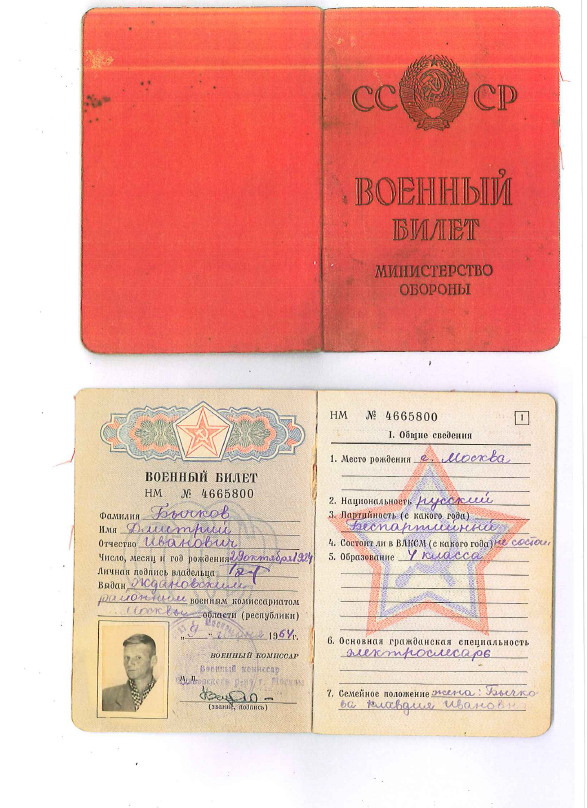 СССР
ВОЕННЫЙ
БИЛЕТ
МИНИСТЕРСТВО
ОБОРОНЫ
ВОЕННЫЙ БИЛЕТ
НМ № 4665800
Фамилия Бычков
Имя Дмитрий
Отчество Иванович
Число, месяц и год рождения 29 октября 1924
Личная подпись владельца
Выдан Ждановским
районным военным комиссариатом
Москвы области (республики)
1964 г.
ВОЕННЫЙ КОМИССАР
Военный комиссар
М. П.
(звание, подпись)
НМ № 4665800
1
I. Общие сведения
1. Место рождения г. Москва
2. Национальность русский
3. Партийность (с какого года)
Беспартийный
4. Состоит ли в ВЛКСМ (с какого года) не состои
5. Образование 4 класса
6. Основная гражданская специальность
электрослесарь
7. Семейное положение жена: Бычко
ва Клавдия Ивановн